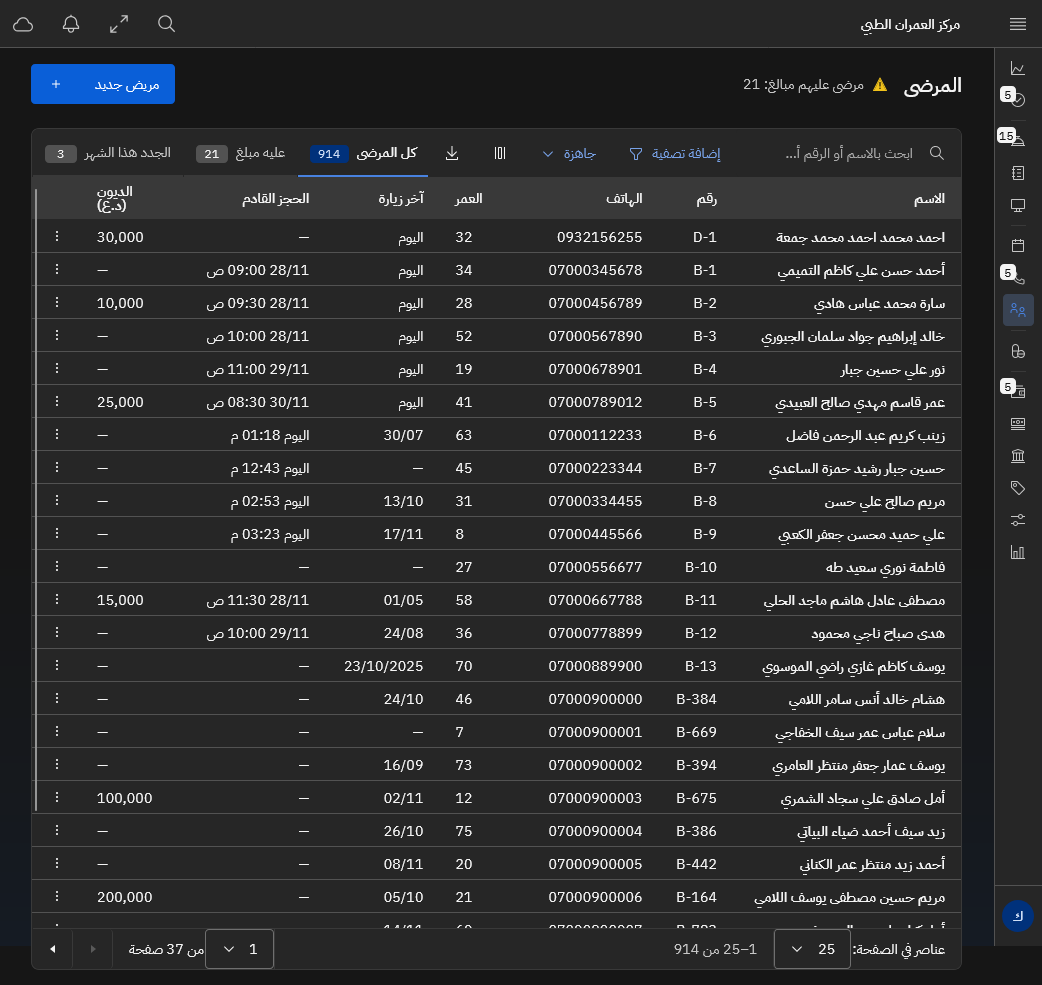 مركز العمران الطبي
5
15
5
5
ك
المرضى
مرضى عليهم مبالغ: 21
مريض جديد +
ابحث بالاسم أو الرقم أ...
إضافة تصفية
جاهزة
كل المرضى 914
عليه مبلغ 21
الجدد هذا الشهر 3
الاسم رقم الهاتف العمر آخر زيارة الحجز القادم الديون (د.ع)
احمد محمد احمد محمد جمعة D-1 0932156255 32 اليوم — 30,000
أحمد حسن علي كاظم التميمي B-1 07000345678 34 اليوم 28/11 09:00 ص —
سارة محمد عباس هادي B-2 07000456789 28 اليوم 28/11 09:30 ص 10,000
خالد إبراهيم جواد سلمان الجبوري B-3 07000567890 52 اليوم 28/11 10:00 ص —
نور علي حسين جبار B-4 07000678901 19 اليوم 29/11 11:00 ص —
عمر قاسم مهدي صالح العبيدي B-5 07000789012 41 اليوم 30/11 08:30 ص 25,000
زينب كريم عبد الرحمن فاضل B-6 07000112233 63 30/07 اليوم 01:18 م —
حسين جبار رشيد حمزة الساعدي B-7 07000223344 45 — اليوم 12:43 م —
مريم صالح علي حسن B-8 07000334455 31 13/10 اليوم 02:53 م —
علي حميد محسن جعفر الكعبي B-9 07000445566 8 17/11 اليوم 03:23 م —
فاطمة نوري سعيد طه B-10 07000556677 27 — — —
مصطفى عادل هاشم ماجد الحلي B-11 07000667788 58 01/05 28/11 11:30 ص 15,000
هدى صباح ناجي محمود B-12 07000778899 36 24/08 29/11 10:00 ص —
يوسف كاظم غازي راضي الموسوي B-13 07000889900 70 23/10/2025 — —
هشام خالد أنس سامر اللامي B-384 07000900000 46 24/10 — —
سلام عباس عمر سيف الخفاجي B-669 07000900001 7 — — —
يوسف عمار جعفر منتظر العامري B-394 07000900002 73 16/09 — —
أمل صادق علي سجاد الشمري B-675 07000900003 12 02/11 — 100,000
زيد سيف أحمد ضياء البياتي B-386 07000900004 75 26/10 — —
أحمد زيد منتظر عمر الكناني B-442 07000900005 20 08/11 — —
مريم حسين مصطفى يوسف اللامي B-164 07000900006 21 05/10 — 200,000
عناصر في الصفحة: 25
1–25 من 914
1 من 37 صفحة